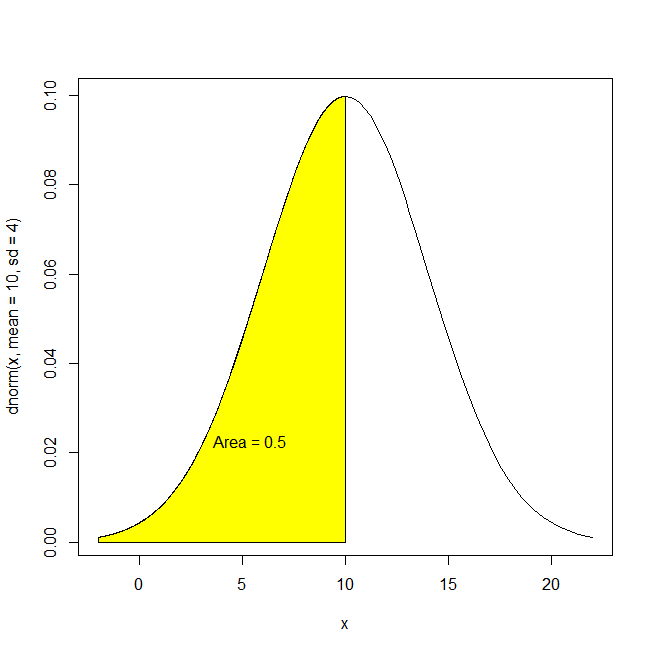 0.10
0.08
0.06
0.04
0.02
0.00
dnorm(x, mean = 10, sd = 4)
Area = 0.5
0 5 10 15 20
x